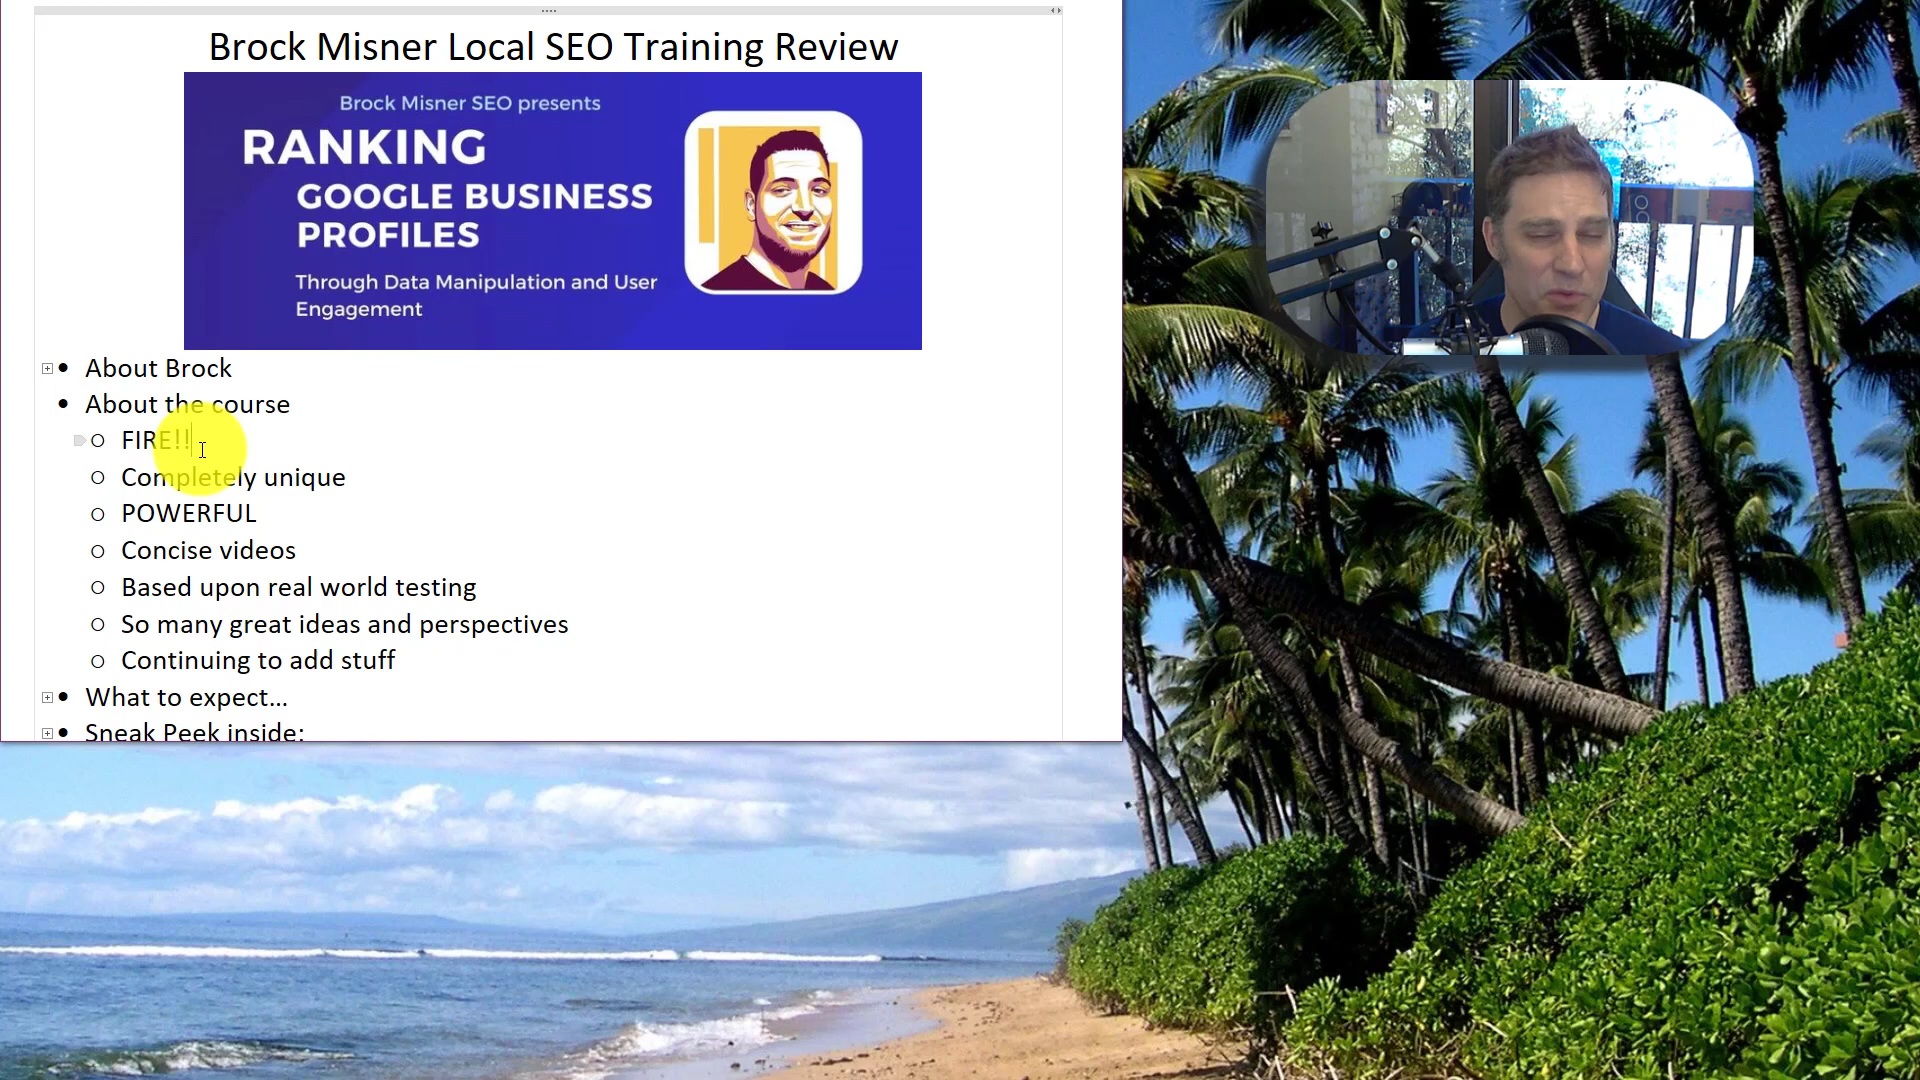 Brock Misner Local SEO Training Review
Brock Misner SEO presents
RANKING
GOOGLE BUSINESS
PROFILES
Through Data Manipulation and User
Engagement
About Brock
About the course
FIRE!!
Completely unique
POWERFUL
Concise videos
Based upon real world testing
So many great ideas and perspectives
Continuing to add stuff
What to expect...
Sneak Peek inside: